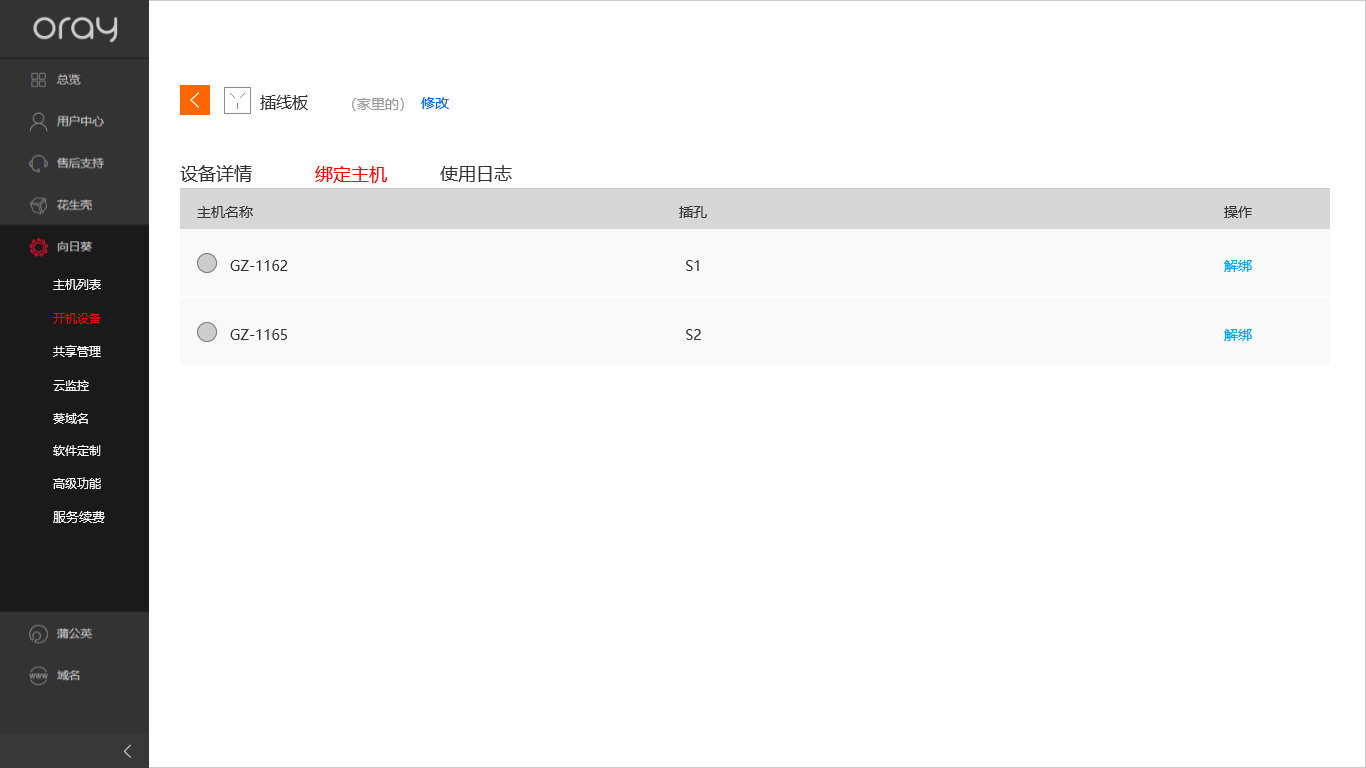 oray
总览
用户中心
售后支持
花生壳
向日葵
主机列表
开机设备
共享管理
云监控
葵域名
软件定制
高级功能
服务续费
蒲公英
www 域名
插线板 (家里的) 修改
设备详情 绑定主机 使用日志
主机名称 插孔 操作
GZ-1162 S1 解绑
GZ-1165 S2 解绑